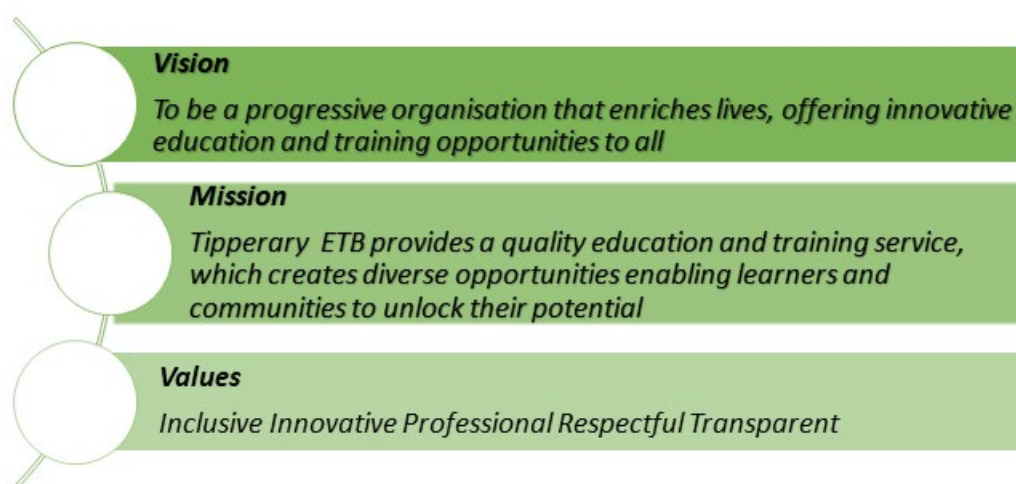 Vision
To be a progressive organisation that enriches lives, offering innovative
education and training opportunities to all
Mission
Tipperary ETB provides a quality education and training service,
which creates diverse opportunities enabling learners and
communities to unlock their potential
Values
Inclusive Innovative Professional Respectful Transparent